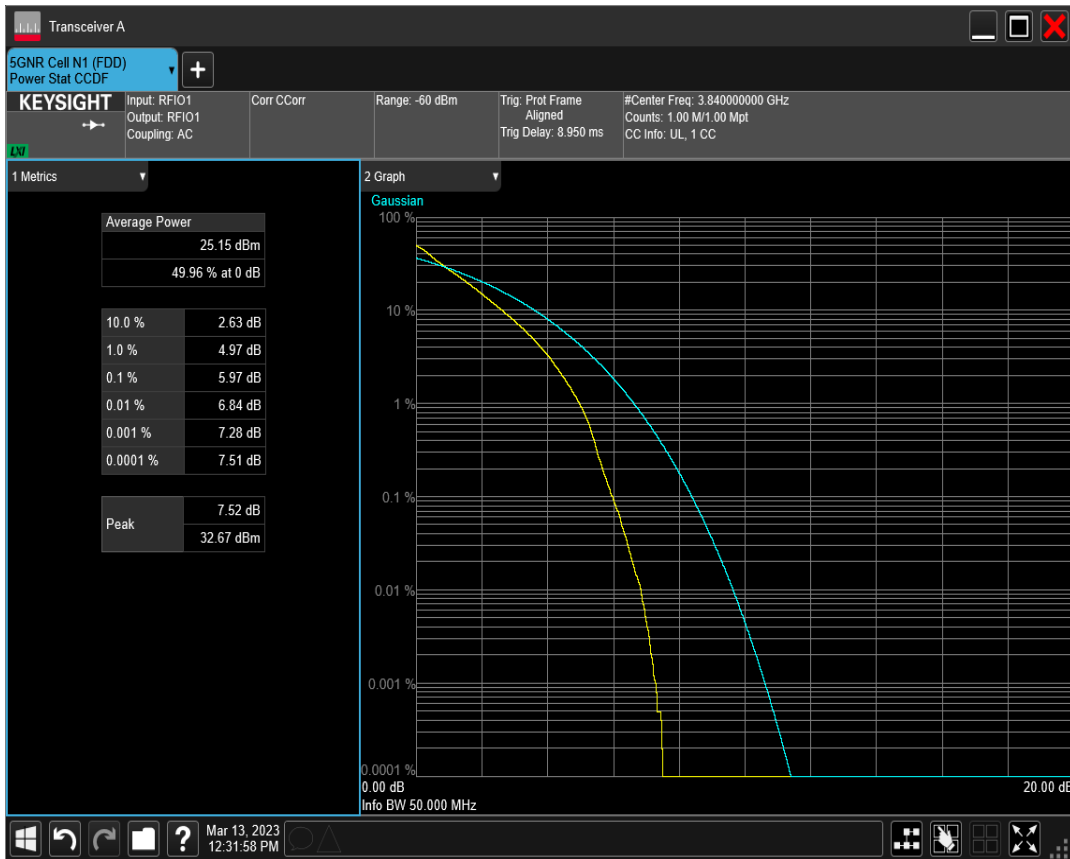 Transceiver A
5GNR Cell N1 (FDD)
Power Stat CCDF
+
KEYSIGHT
LXI
Input: RFIO1
Output: RFIO1
Coupling: AC
Corr CCorr
Range: -60 dBm
Trig: Prot Frame
Aligned
Trig Delay: 8.950 ms
#Center Freq: 3.840000000 GHz
Counts: 1.00 M/1.00 Mpt
CC Info: UL, 1 CC
1 Metrics
Average Power
25.15 dBm
49.96 % at 0 dB
10.0 % 2.63 dB
1.0 % 4.97 dB
0.1 % 5.97 dB
0.01 % 6.84 dB
0.001 % 7.28 dB
0.0001 % 7.51 dB
Peak
7.52 dB
32.67 dBm
2 Graph
Gaussian
100 %
10 %
1 %
0.1 %
0.01 %
0.001 %
0.0001 %
0.00 dB 20.00 dB
Info BW 50.000 MHz
?
Mar 13, 2023
12:31:58 PM